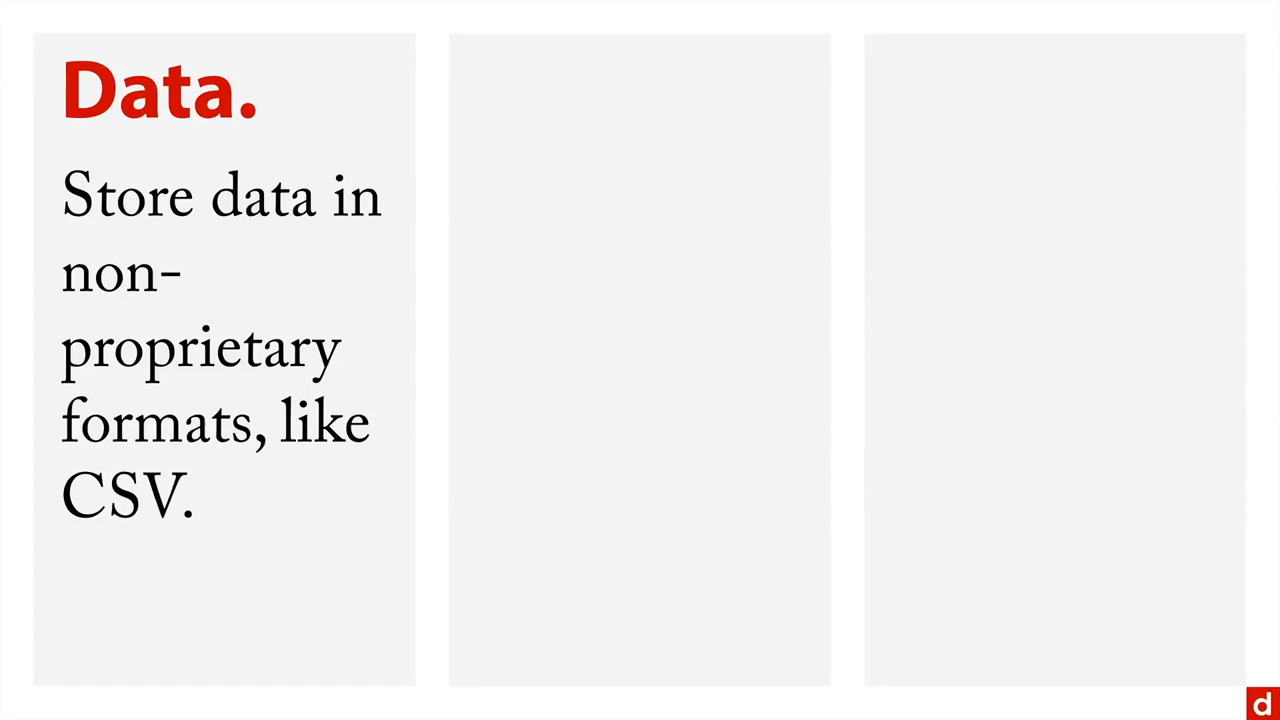 Data.
Store data in
non-
proprietary
formats, like
CSV.
d